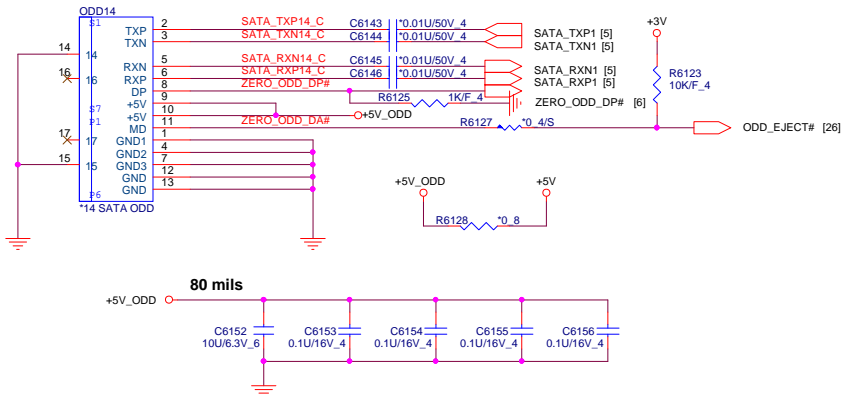 ODD14
S1
TXP 2 SATA_TXP14_C C6143 *0.01U/50V_4 SATA_TXP1 [5]
TXN 3 SATA_TXN14_C C6144 *0.01U/50V_4 SATA_TXN1 [5]
+3V
14 14
RXN 5 SATA_RXN14_C C6145 *0.01U/50V_4 SATA_RXN1 [5]
16 16
RXP 6 SATA_RXP14_C C6146 *0.01U/50V_4 SATA_RXP1 [5]
R6123
10K/F_4
DP 8 ZERO_ODD_DP# R6125 1K/F_4 ZERO_ODD_DP# [6]
+5V 9
S7
+5V 10 +5V_ODD
P1
MD 11 ZERO_ODD_DA# R6127 *0_4/S ODD_EJECT# [26]
17 17
GND1 1
GND2 4
15 15
GND3 7
GND 12
GND 13
P6
*14 SATA ODD
+5V_ODD +5V
R6128 *0_8
80 mils
+5V_ODD
C6152 C6153 C6154 C6155 C6156
10U/6.3V_6 0.1U/16V_4 0.1U/16V_4 0.1U/16V_4 0.1U/16V_4